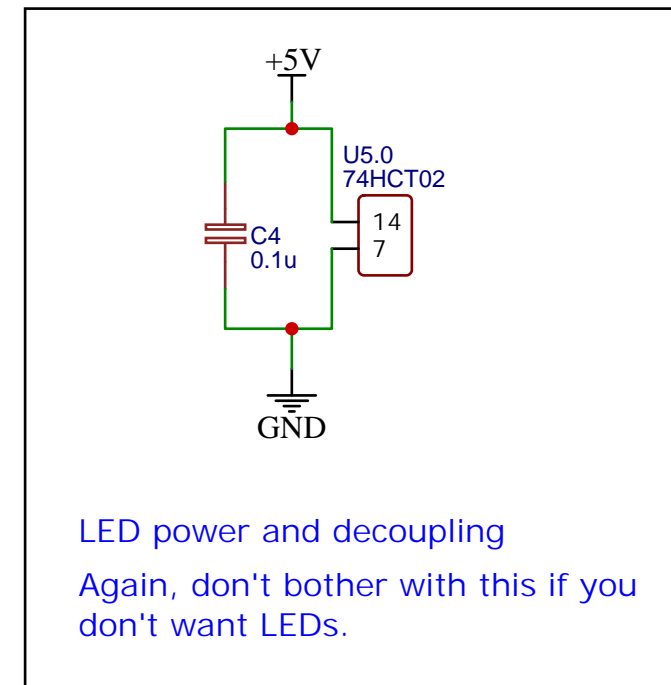 +5V
U5.0
74HCT02
14
7
C4
0.1u
GND
LED power and decoupling
Again, don't bother with this if you
don't want LEDs.